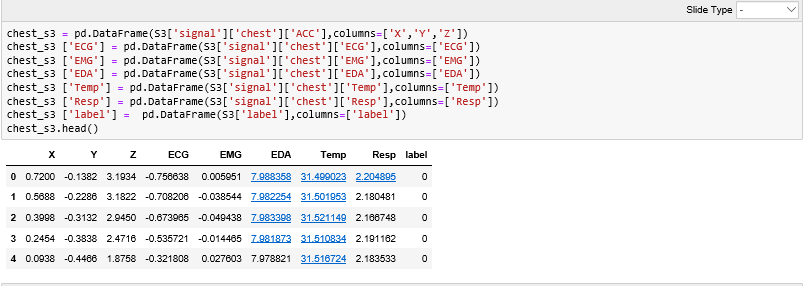 Slide Type -
chest_s3 = pd.DataFrame(S3['signal']['chest']['ACC'],columns=['X','Y','Z'])
chest_s3 ['ECG'] = pd.DataFrame(S3['signal']['chest']['ECG'],columns=['ECG'])
chest_s3 ['EMG'] = pd.DataFrame(S3['signal']['chest']['EMG'],columns=['EMG'])
chest_s3 ['EDA'] = pd.DataFrame(S3['signal']['chest']['EDA'],columns=['EDA'])
chest_s3 ['Temp'] = pd.DataFrame(S3['signal']['chest']['Temp'],columns=['Temp'])
chest_s3 ['Resp'] = pd.DataFrame(S3['signal']['chest']['Resp'],columns=['Resp'])
chest_s3 ['label'] =  pd.DataFrame(S3['label'],columns=['label'])
chest_s3.head()
X Y Z ECG EMG EDA Temp Resp label
0 0.7200 -0.1382 3.1934 -0.756638 0.005951 7.988358 31.499023 2.204895 0
1 0.5688 -0.2286 3.1822 -0.708206 -0.038544 7.982254 31.501953 2.180481 0
2 0.3998 -0.3132 2.9450 -0.673965 -0.049438 7.983398 31.521149 2.166748 0
3 0.2454 -0.3838 2.4716 -0.535721 -0.014465 7.981873 31.510834 2.191162 0
4 0.0938 -0.4466 1.8758 -0.321808 0.027603 7.978821 31.516724 2.183533 0